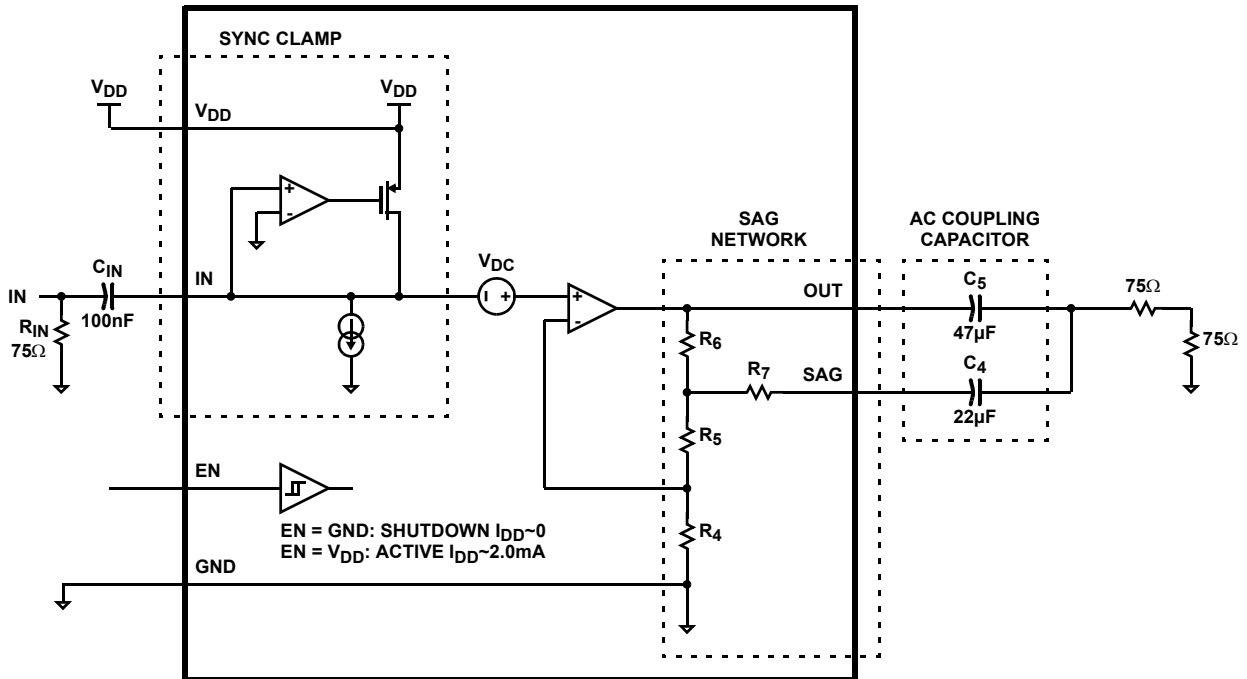 SYNC CLAMP
VDD
VDD
VDD
+
-
SAG
NETWORK
AC COUPLING
CAPACITOR
CIN
IN
VDC
IN
100nF
RIN
75Ω
- +
+
-
OUT
C5
47µF
75Ω
75Ω
R6
R7
SAG
C4
22µF
R5
EN
R4
EN = GND: SHUTDOWN IDD~0
EN = VDD: ACTIVE IDD~2.0mA
GND